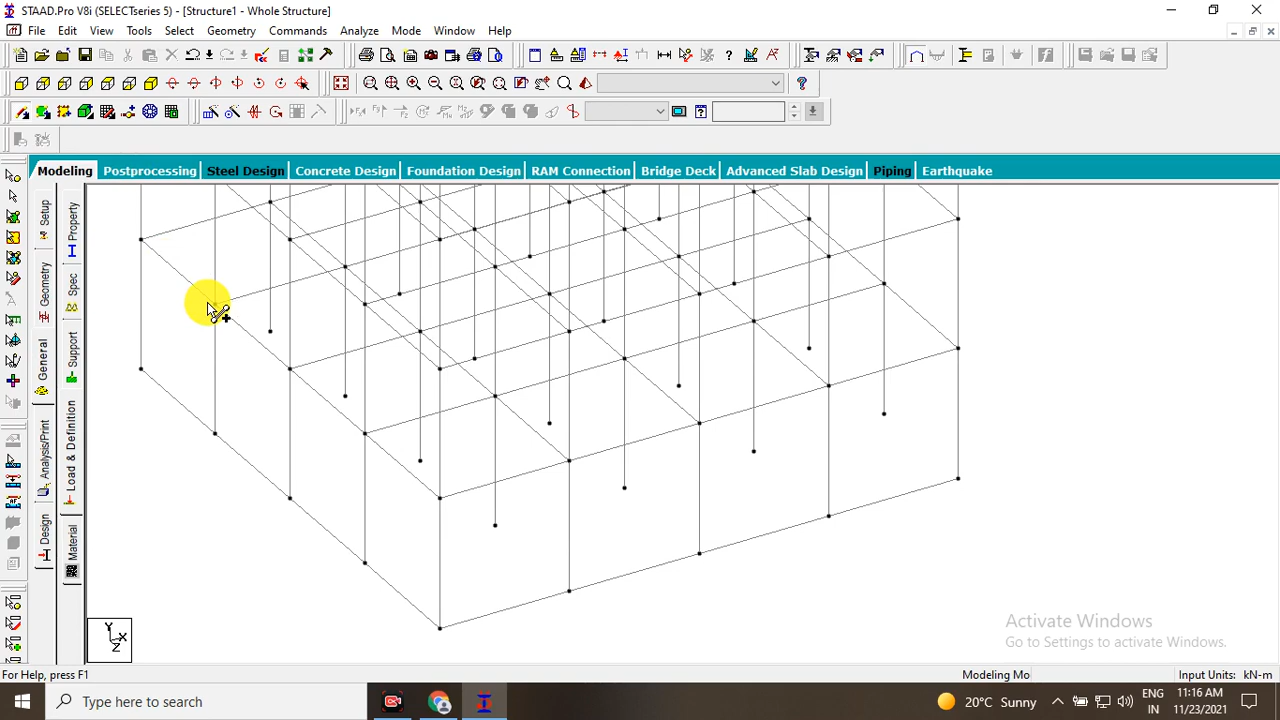 STAAD.Pro V8i (SELECTseries 5) - [Structure1 - Whole Structure]
File Edit View Tools Select Geometry Commands Analyze Mode Window Help
Modeling Postprocessing Steel Design Concrete Design Foundation Design RAM Connection Bridge Deck Advanced Slab Design Piping Earthquake
Setup
Geometry
General
Analysis/Print
Design
Property
Spec
Support
Load & Definition
Material
Y
X
Z
Activate Windows
Go to Settings to activate Windows.
For Help, press F1
Modeling Mo
Input Units: kN-m
Type here to search
20°C Sunny
ENG
IN
11:16 AM
11/23/2021